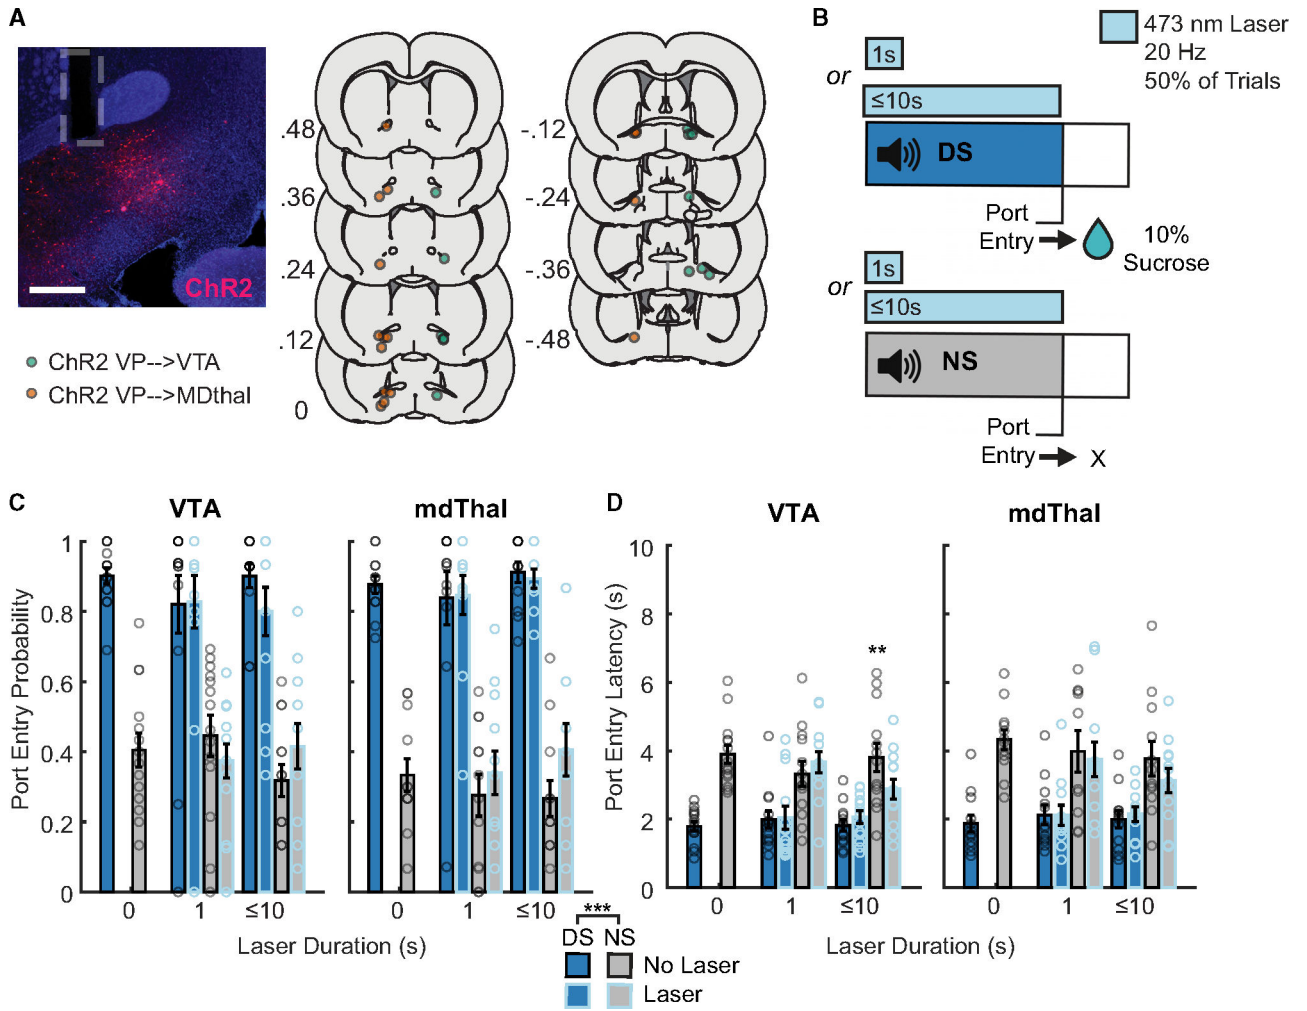 A
ChR2
ChR2 VP-->VTA
ChR2 VP-->MDthal
.48
.36
.24
.12
0
-.12
-.24
-.36
-.48
B
473 nm Laser
20 Hz
50% of Trials
1s
or
≤10s
DS
Port
Entry
10%
Sucrose
1s
or
≤10s
NS
Port
Entry
X
C
VTA
mdThal
Port Entry Probability
1
0.8
0.6
0.4
0.2
0
0 1 ≤10
0 1 ≤10
Laser Duration (s)
D
VTA
mdThal
Port Entry Latency (s)
10
8
6
4
2
0
**
0 1 ≤10
0 1 ≤10
Laser Duration (s)
***
DS NS
No Laser
Laser